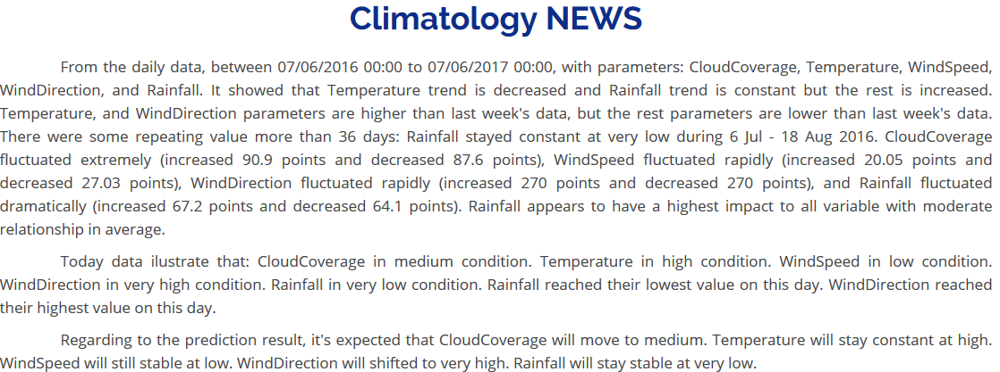 Climatology NEWS
From the daily data, between 07/06/2016 00:00 to 07/06/2017 00:00, with parameters: CloudCoverage, Temperature, WindSpeed,
WindDirection, and Rainfall. It showed that Temperature trend is decreased and Rainfall trend is constant but the rest is increased.
Temperature, and WindDirection parameters are higher than last week's data, but the rest parameters are lower than last week's data.
There were some repeating value more than 36 days: Rainfall stayed constant at very low during 6 Jul - 18 Aug 2016. CloudCoverage
fluctuated extremely (increased 90.9 points and decreased 87.6 points), WindSpeed fluctuated rapidly (increased 20.05 points and
decreased 27.03 points), WindDirection fluctuated rapidly (increased 270 points and decreased 270 points), and Rainfall fluctuated
dramatically (increased 67.2 points and decreased 64.1 points). Rainfall appears to have a highest impact to all variable with moderate
relationship in average.
Today data ilustrate that: CloudCoverage in medium condition. Temperature in high condition. WindSpeed in low condition.
WindDirection in very high condition. Rainfall in very low condition. Rainfall reached their lowest value on this day. WindDirection reached
their highest value on this day.
Regarding to the prediction result, it's expected that CloudCoverage will move to medium. Temperature will stay constant at high.
WindSpeed will still stable at low. WindDirection will shifted to very high. Rainfall will stay stable at very low.